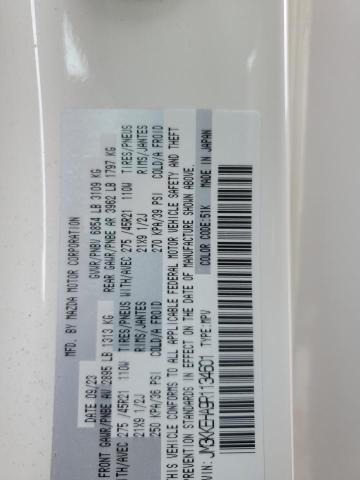 MFD. BY MAZDA MOTOR CORPORATION
DATE 09/23 GVWR/PNBV 6854 LB 3109 KG
FRONT GAWR/PNBE AV 2895 LB 1313 KG REAR GAWR/PNBE AR 3962 LB 1797 KG
WITH/AVEC 275 /45R21 110W TIRES/PNEUS WITH/AVEC 275 /45R21 110W TIRES/PNEUS
21X9 1/2J RIMS/JANTES 21X9 1/2J RIMS/JANTES
250 KPA/36 PSI COLD/A FROID 270 KPA/39 PSI COLD/A FROID
THIS VEHICLE CONFORMS TO ALL APPLICABLE FEDERAL MOTOR VEHICLE SAFETY AND THEFT
PREVENTION STANDARDS IN EFFECT ON THE DATE OF MANUFACTURE SHOWN ABOVE.
VIN: JM3KKEHA9R1134601 TYPE:MPV COLOR CODE:51K MADE IN JAPAN